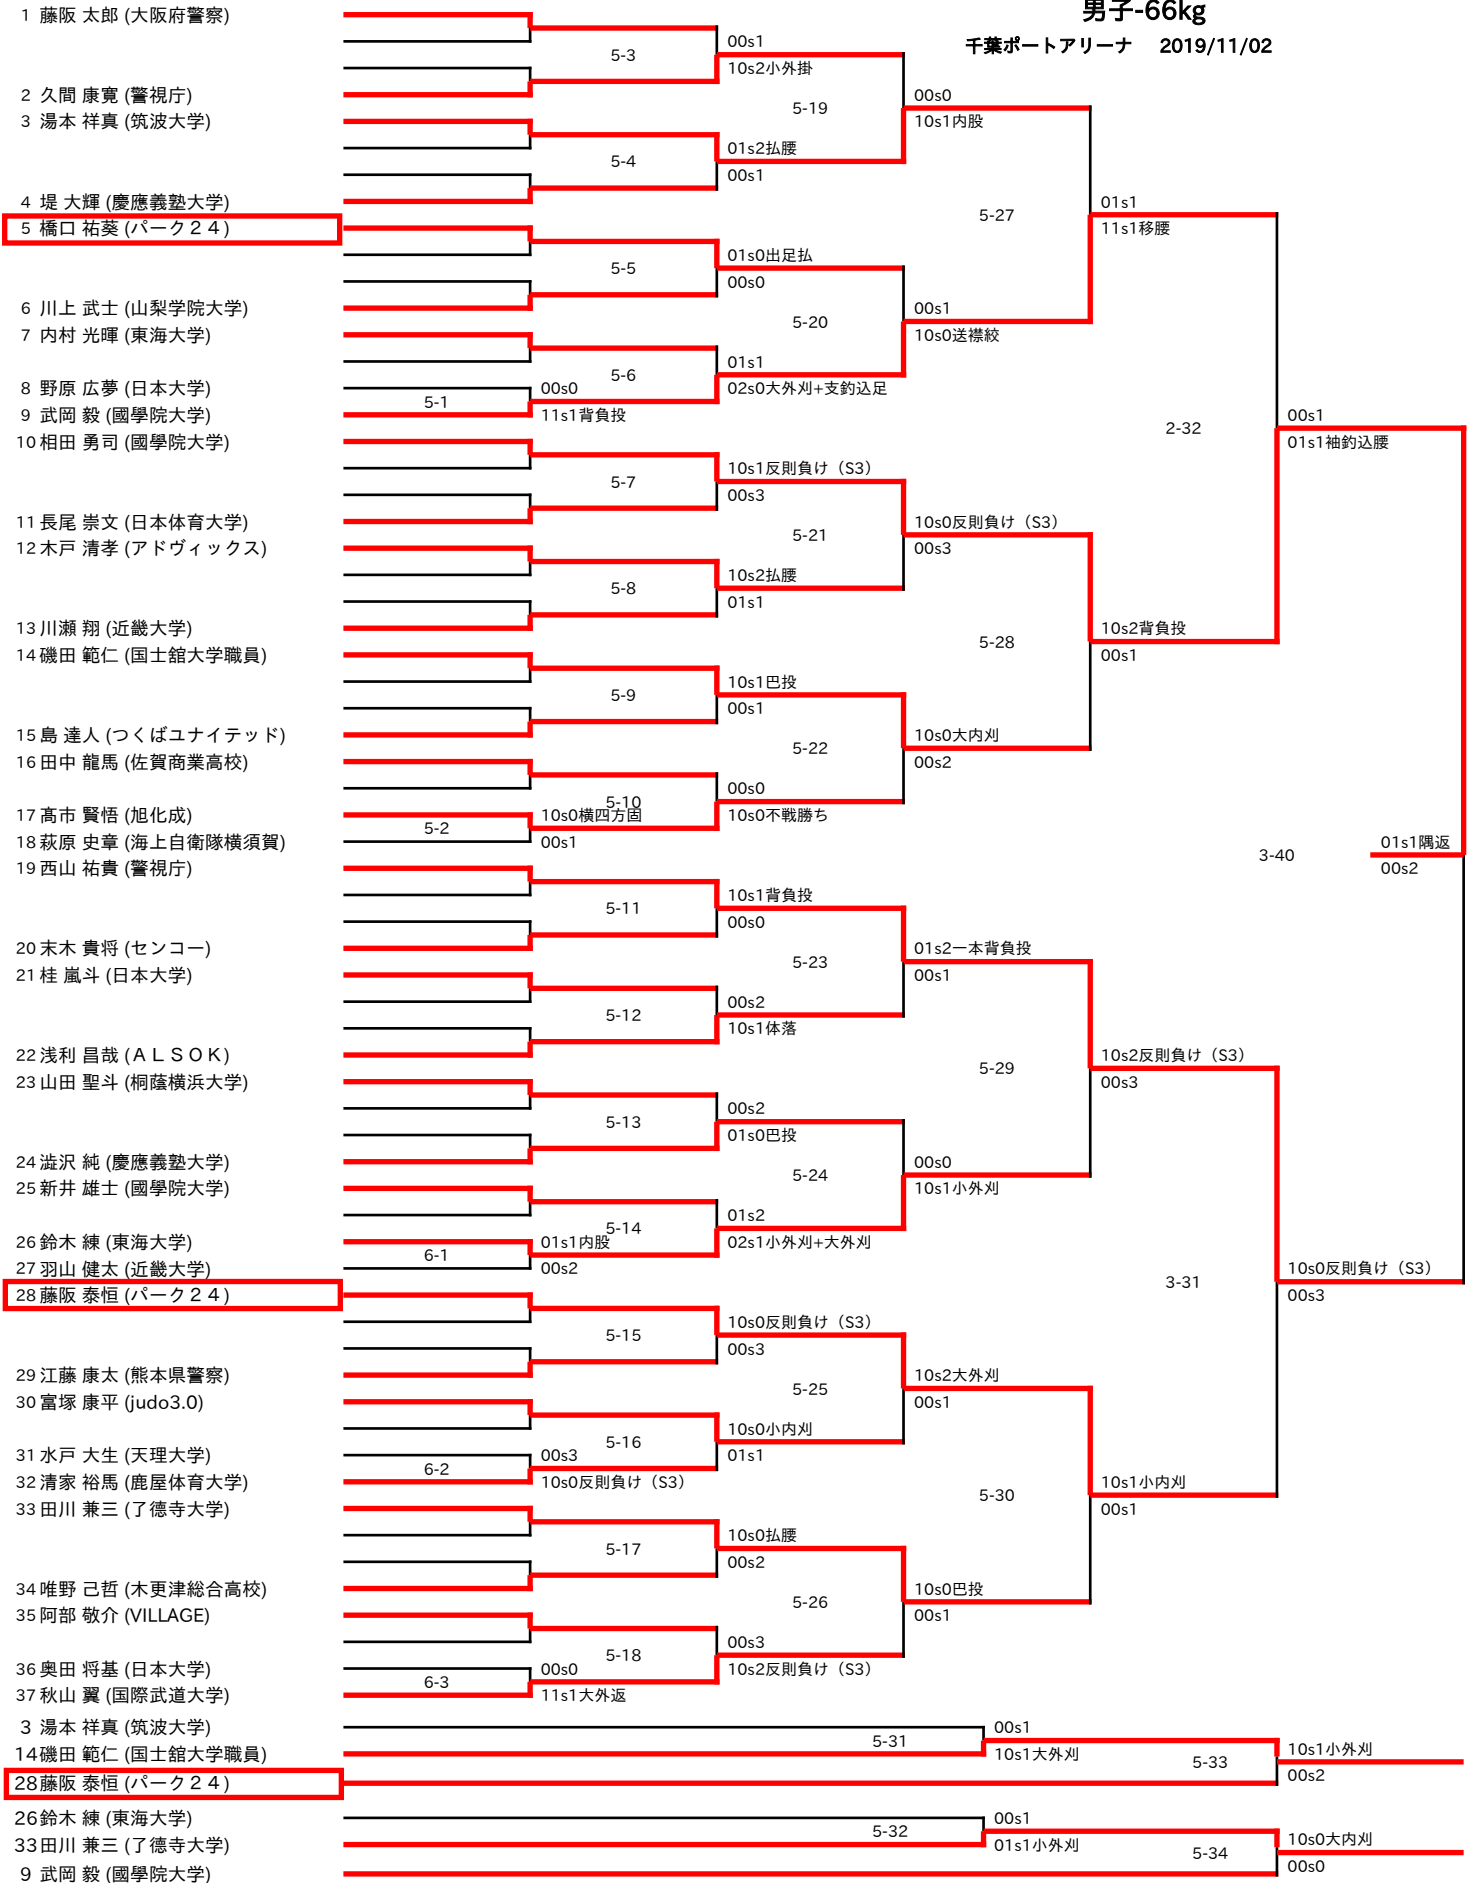 男子-66kg
千葉ポートアリーナ 2019/11/02
1 藤阪 太郎 (大阪府警察)
2 久間 康寛 (警視庁)
3 湯本 祥真 (筑波大学)
4 堤 大輝 (慶應義塾大学)
5 橋口 祐葵 (パーク２４)
6 川上 武士 (山梨学院大学)
7 内村 光暉 (東海大学)
8 野原 広夢 (日本大学)
9 武岡 毅 (國學院大学)
10 相田 勇司 (國學院大学)
11 長尾 崇文 (日本体育大学)
12 木戸 清孝 (アドヴィックス)
13 川瀬 翔 (近畿大学)
14 磯田 範仁 (国士舘大学職員)
15 島 達人 (つくばユナイテッド)
16 田中 龍馬 (佐賀商業高校)
17 髙市 賢悟 (旭化成)
18 萩原 史章 (海上自衛隊横須賀)
19 西山 祐貴 (警視庁)
20 末木 貴将 (センコー)
21 桂 嵐斗 (日本大学)
22 浅利 昌哉 (ＡＬＳＯＫ)
23 山田 聖斗 (桐蔭横浜大学)
24 澁沢 純 (慶應義塾大学)
25 新井 雄士 (國學院大学)
26 鈴木 練 (東海大学)
27 羽山 健太 (近畿大学)
28 藤阪 泰恒 (パーク２４)
29 江藤 康太 (熊本県警察)
30 富塚 康平 (judo3.0)
31 水戸 大生 (天理大学)
32 清家 裕馬 (鹿屋体育大学)
33 田川 兼三 (了徳寺大学)
34 唯野 己哲 (木更津総合高校)
35 阿部 敬介 (VILLAGE)
36 奥田 将基 (日本大学)
37 秋山 翼 (国際武道大学)
5-1
00s0
11s1背負投
5-2
10s0横四方固
00s1
6-1
01s1内股
00s2
6-2
00s3
10s0反則負け（S3）
6-3
00s0
11s1大外返
5-3
00s1
10s2小外掛
5-4
01s2払腰
00s1
5-5
01s0出足払
00s0
5-6
01s1
02s0大外刈+支釣込足
5-7
10s1反則負け（S3）
00s3
5-8
10s2払腰
01s1
5-9
10s1巴投
00s1
5-10
00s0
10s0不戦勝ち
5-11
10s1背負投
00s0
5-12
00s2
10s1体落
5-13
00s2
01s0巴投
5-14
01s2
02s1小外刈+大外刈
5-15
10s0反則負け（S3）
00s3
5-16
10s0小内刈
01s1
5-17
10s0払腰
00s2
5-18
00s3
10s2反則負け（S3）
5-19
00s0
10s1内股
5-20
00s1
10s0送襟絞
5-21
10s0反則負け（S3）
00s3
5-22
10s0大内刈
00s2
5-23
01s2一本背負投
00s1
5-24
00s0
10s1小外刈
5-25
10s2大外刈
00s1
5-26
10s0巴投
00s1
5-27
01s1
11s1移腰
5-28
10s2背負投
00s1
5-29
10s2反則負け（S3）
00s3
5-30
10s1小内刈
00s1
2-32
00s1
01s1袖釣込腰
3-31
10s0反則負け（S3）
00s3
3-40
01s1隅返
00s2
3 湯本 祥真 (筑波大学)
14 磯田 範仁 (国士舘大学職員)
28 藤阪 泰恒 (パーク２４)
5-31
00s1
10s1大外刈
5-33
10s1小外刈
00s2
26 鈴木 練 (東海大学)
33 田川 兼三 (了徳寺大学)
9 武岡 毅 (國學院大学)
5-32
00s1
01s1小外刈
5-34
10s0大内刈
00s0